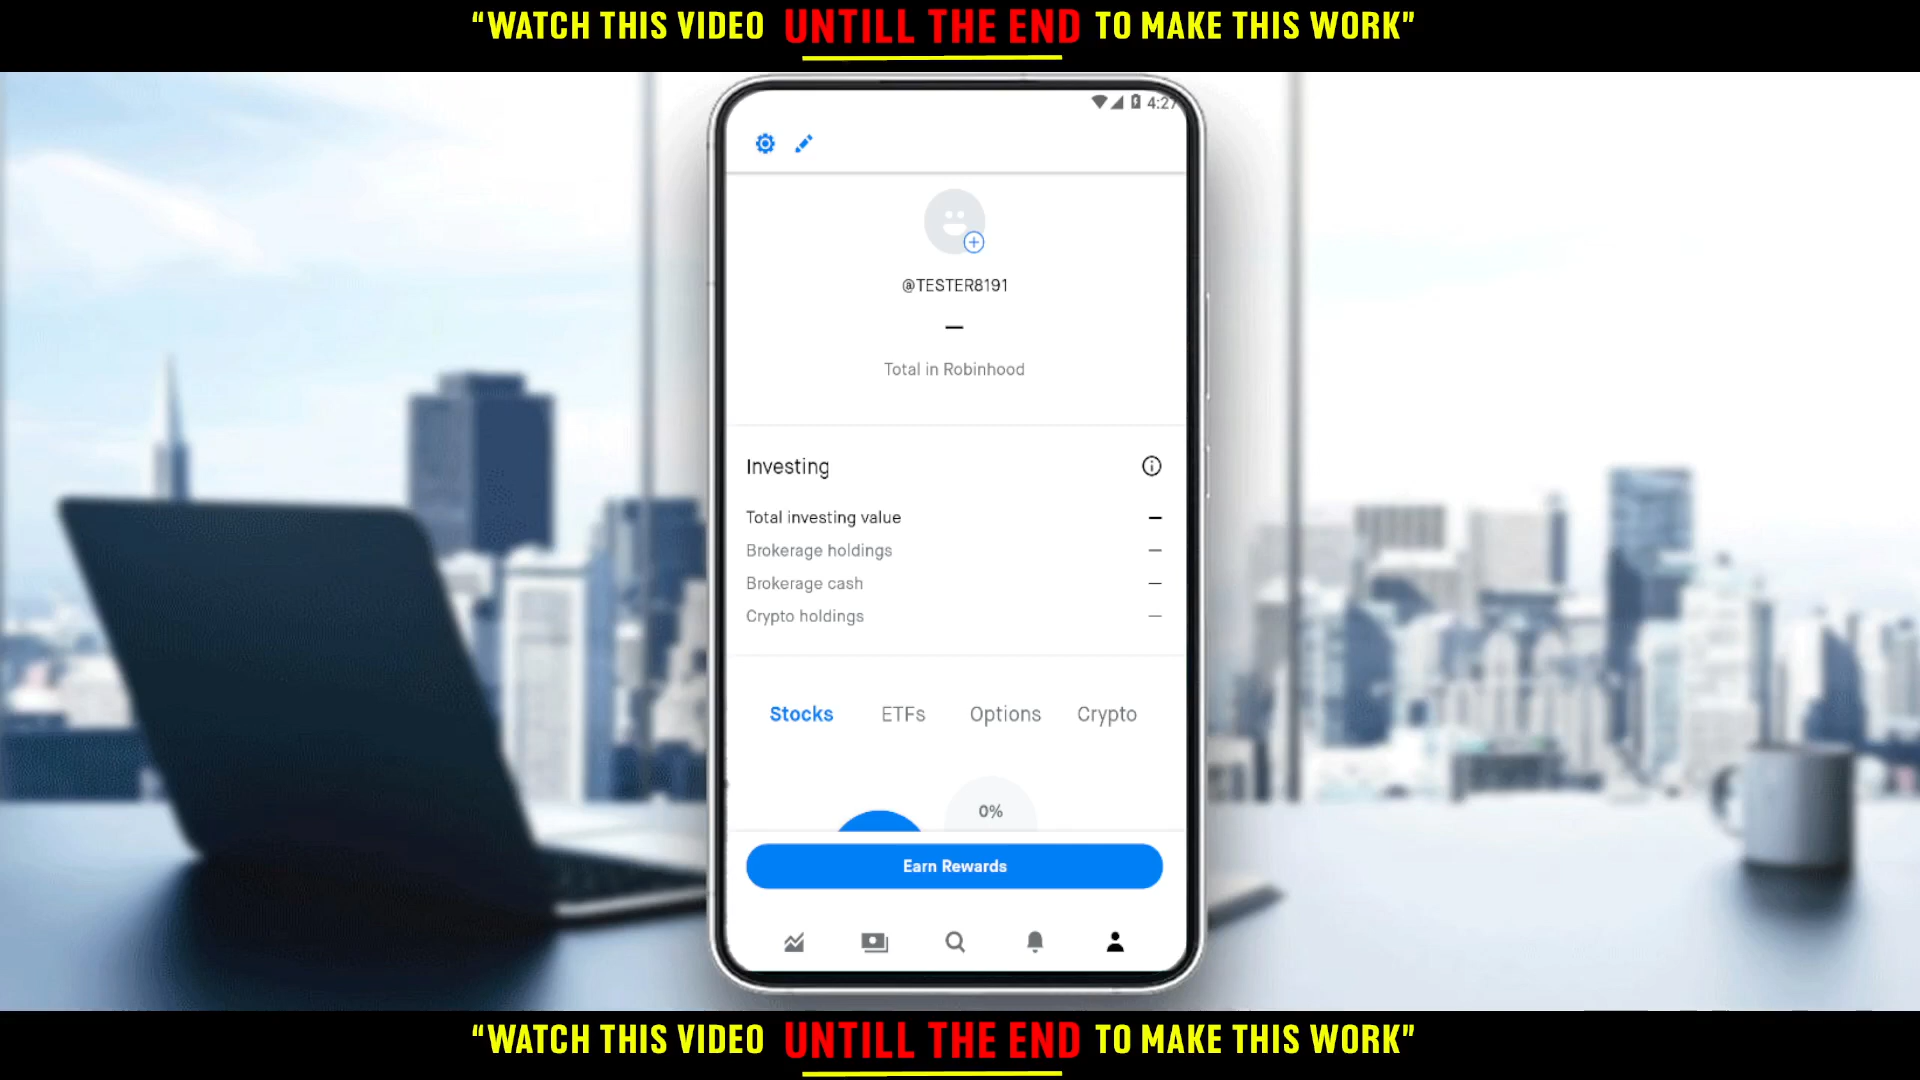 “WATCH THIS VIDEO UNTILL THE END TO MAKE THIS WORK”
4:27
@TESTER8191
—
Total in Robinhood
Investing
Total investing value —
Brokerage holdings —
Brokerage cash —
Crypto holdings —
Stocks ETFs Options Crypto
0%
Earn Rewards
“WATCH THIS VIDEO UNTILL THE END TO MAKE THIS WORK”